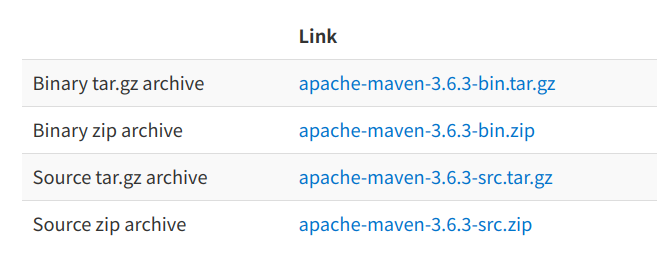 Link
Binary tar.gz archive apache-maven-3.6.3-bin.tar.gz
Binary zip archive apache-maven-3.6.3-bin.zip
Source tar.gz archive apache-maven-3.6.3-src.tar.gz
Source zip archive apache-maven-3.6.3-src.zip